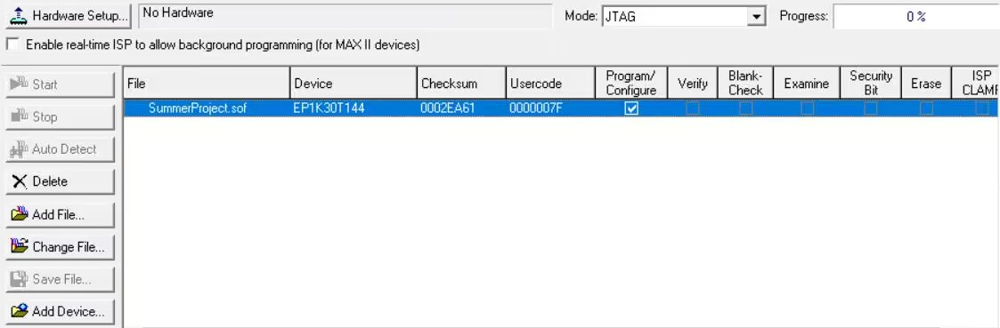 Hardware Setup... No Hardware Mode: JTAG Progress: 0 %
Enable real-time ISP to allow background programming (for MAX II devices)
Start
Stop
Auto Detect
Delete
Add File...
Change File...
Save File...
Add Device...
File Device Checksum Usercode Program/ Configure Verify Blank- Check Examine Security Bit Erase ISP CLAMP
SummerProject.sof EP1K30T144 0002EA61 0000007F